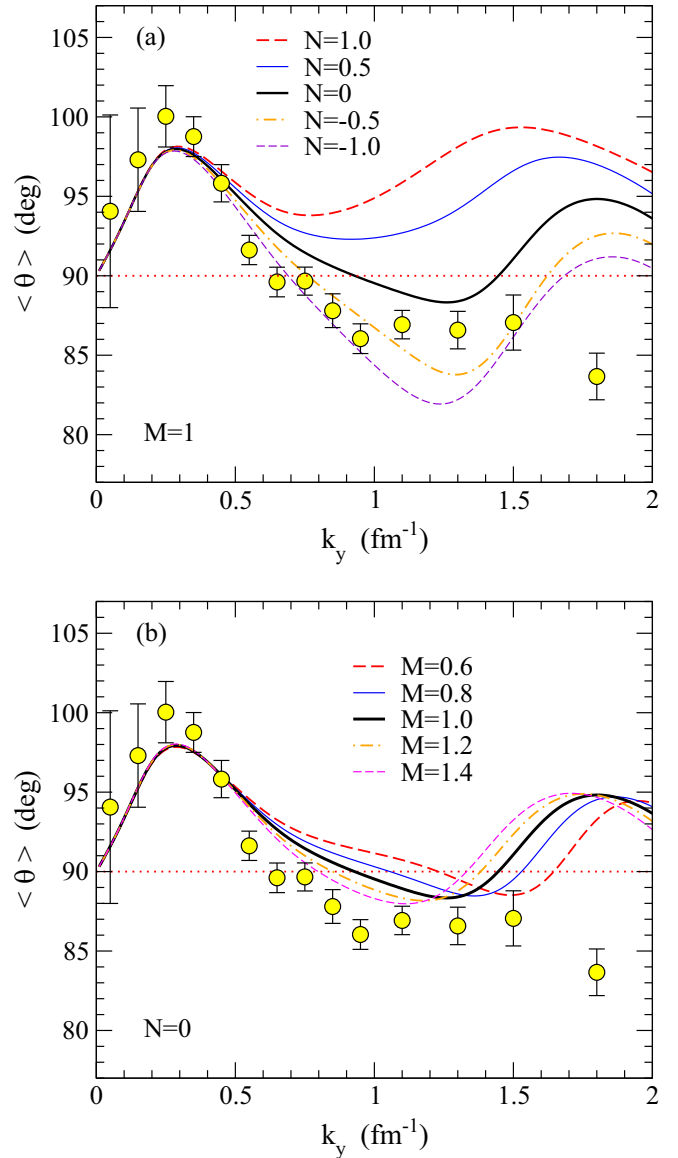 105
(a)
N=1.0
N=0.5
N=0
N=-0.5
N=-1.0
100
95
90
85
80
< θ > (deg)
M=1
0 0.5 1 1.5 2
k_y (fm⁻¹)
105
(b)
M=0.6
M=0.8
M=1.0
M=1.2
M=1.4
100
95
90
85
80
< θ > (deg)
N=0
0 0.5 1 1.5 2
k_y (fm⁻¹)